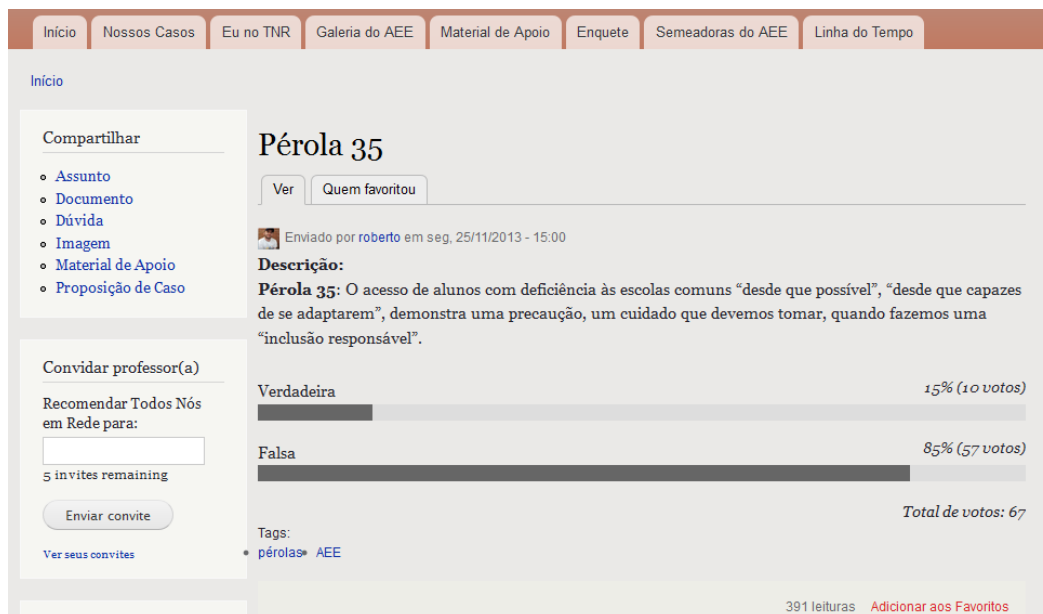 Início Nossos Casos Eu no TNR Galeria do AEE Material de Apoio Enquete Semeadoras do AEE Linha do Tempo
Início
Compartilhar
Assunto
Documento
Dúvida
Imagem
Material de Apoio
Proposição de Caso
Convidar professor(a)
Recomendar Todos Nós
em Rede para:
5 invites remaining
Enviar convite
Ver seus convites
Pérola 35
Ver Quem favoritou
Enviado por roberto em seg, 25/11/2013 - 15:00
Descrição:
Pérola 35: O acesso de alunos com deficiência às escolas comuns “desde que possível”, “desde que capazes
de se adaptarem”, demonstra uma precaução, um cuidado que devemos tomar, quando fazemos uma
“inclusão responsável”.
Verdadeira 15% (10 votos)
Falsa 85% (57 votos)
Total de votos: 67
Tags:
pérolas AEE
391 leituras Adicionar aos Favoritos